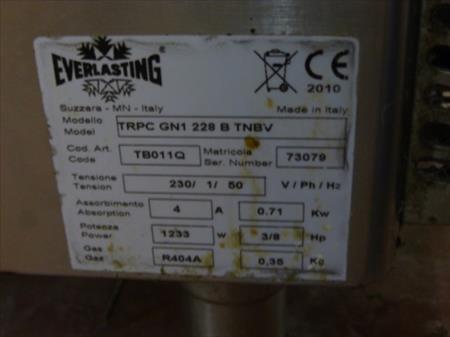 EVERLASTING ®
CE
2010
Suzzara - MN - Italy Made in Italy
Modello
Model TRPC GN1 228 B TNBV
Cod. Art. Matricola
Code TB011Q Ser. Number 73079
Tensione
Tension 230/ 1/ 50 V / Ph / Hz
Assorbimento
Absorption 4 A 0.71 Kw
Potenza
Power 1233 w 3/8 Hp
Gas
Gaz R404A 0,35 Kg